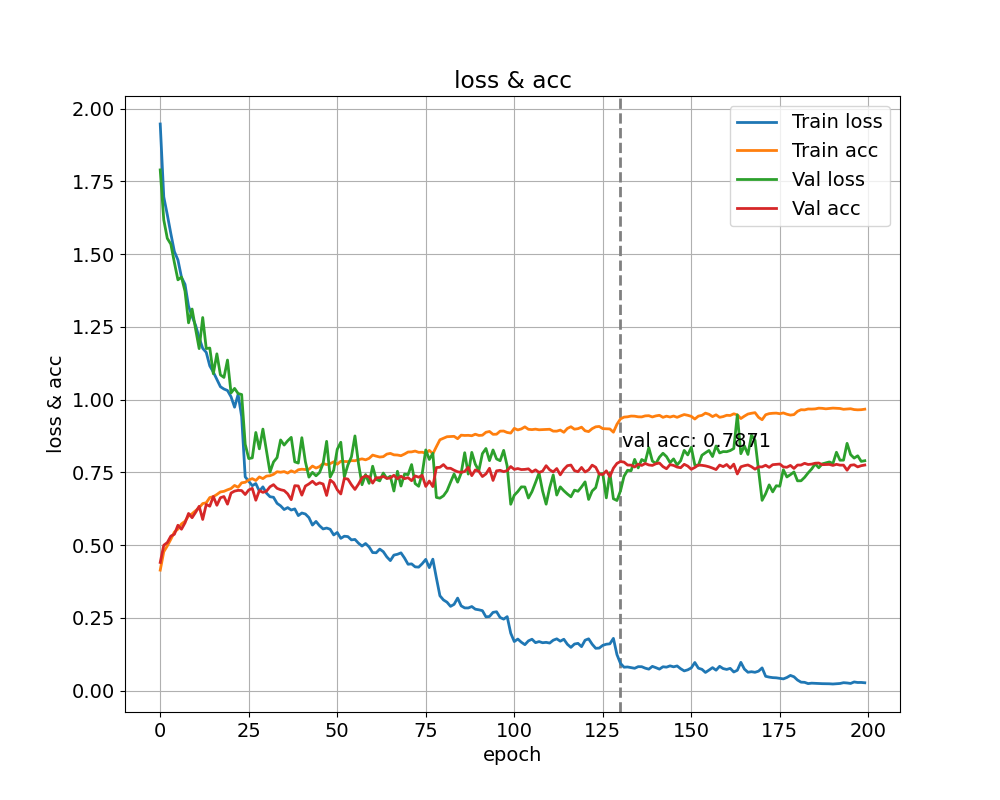 loss & acc
2.00
1.75
1.50
1.25
1.00
0.75
0.50
0.25
0.00
loss & acc
Train loss
Train acc
Val loss
Val acc
val acc: 0.7871
0 25 50 75 100 125 150 175 200
epoch